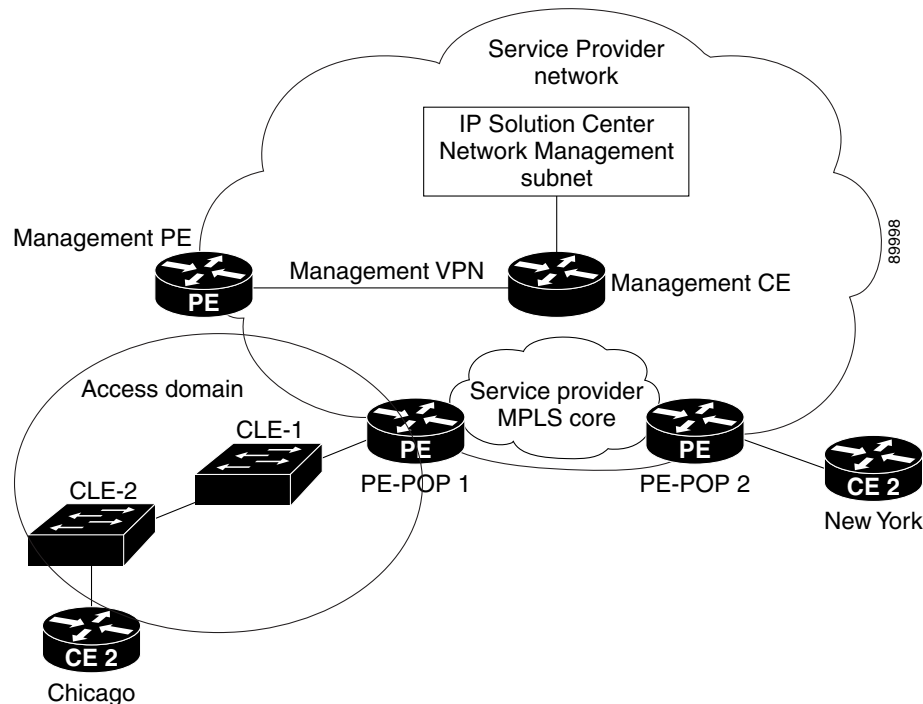 Service Provider
network
IP Solution Center
Network Management
subnet
89998
Management PE
PE
Management VPN
Management CE
Access domain
Service provider
MPLS core
CLE-1
PE
PE-POP 1
PE
PE-POP 2
CLE-2
CE 2
New York
CE 2
Chicago